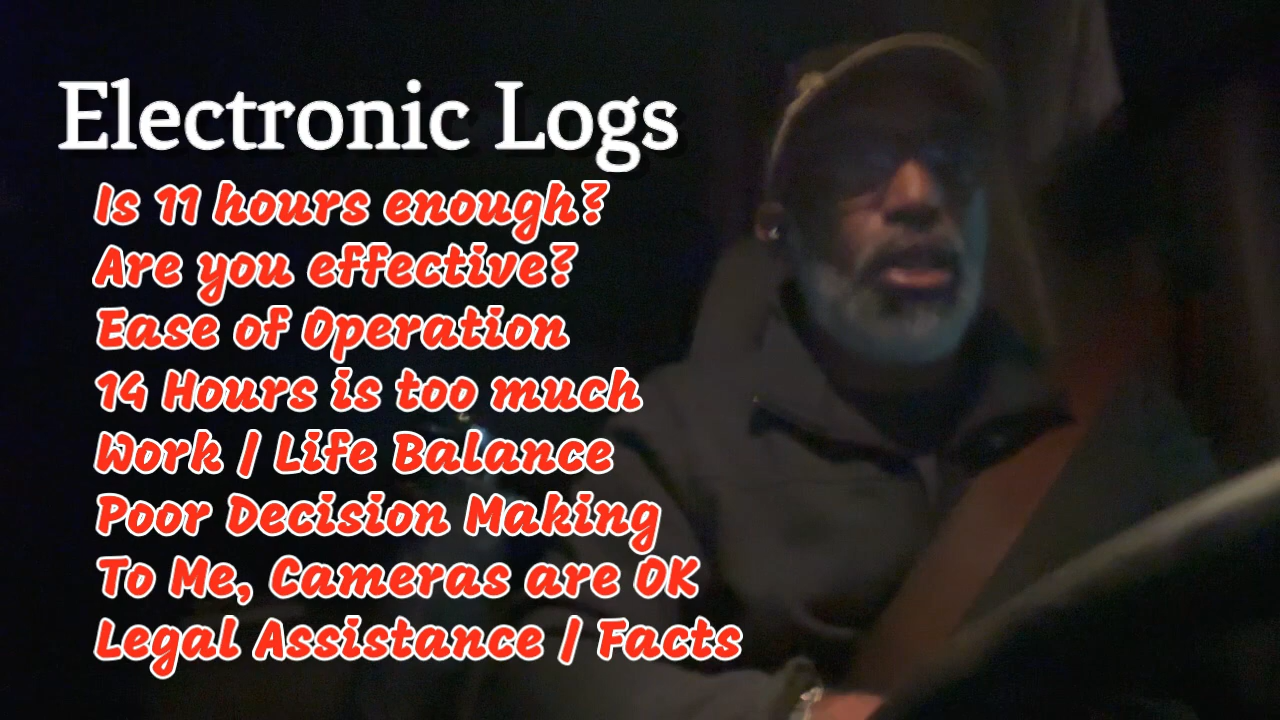 Electronic Logs
Is 11 hours enough?
Are you effective?
Ease of Operation
14 Hours is too much
Work / Life Balance
Poor Decision Making
To Me, Cameras are OK
Legal Assistance / Facts